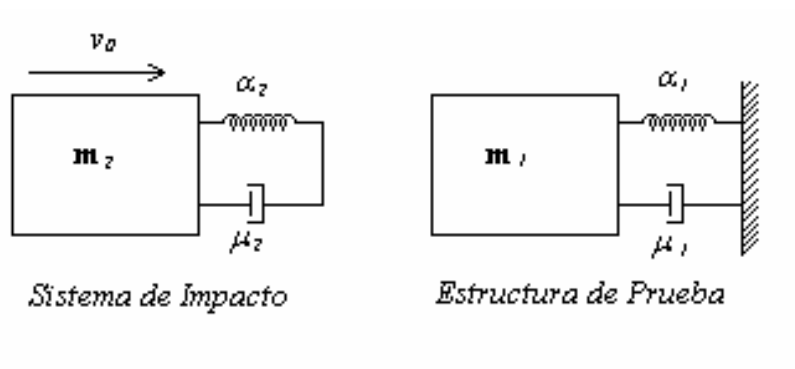 v₀
α₂
α₁
m₂
m₁
μ₂
μ₁
Sistema de Impacto
Estructura de Prueba